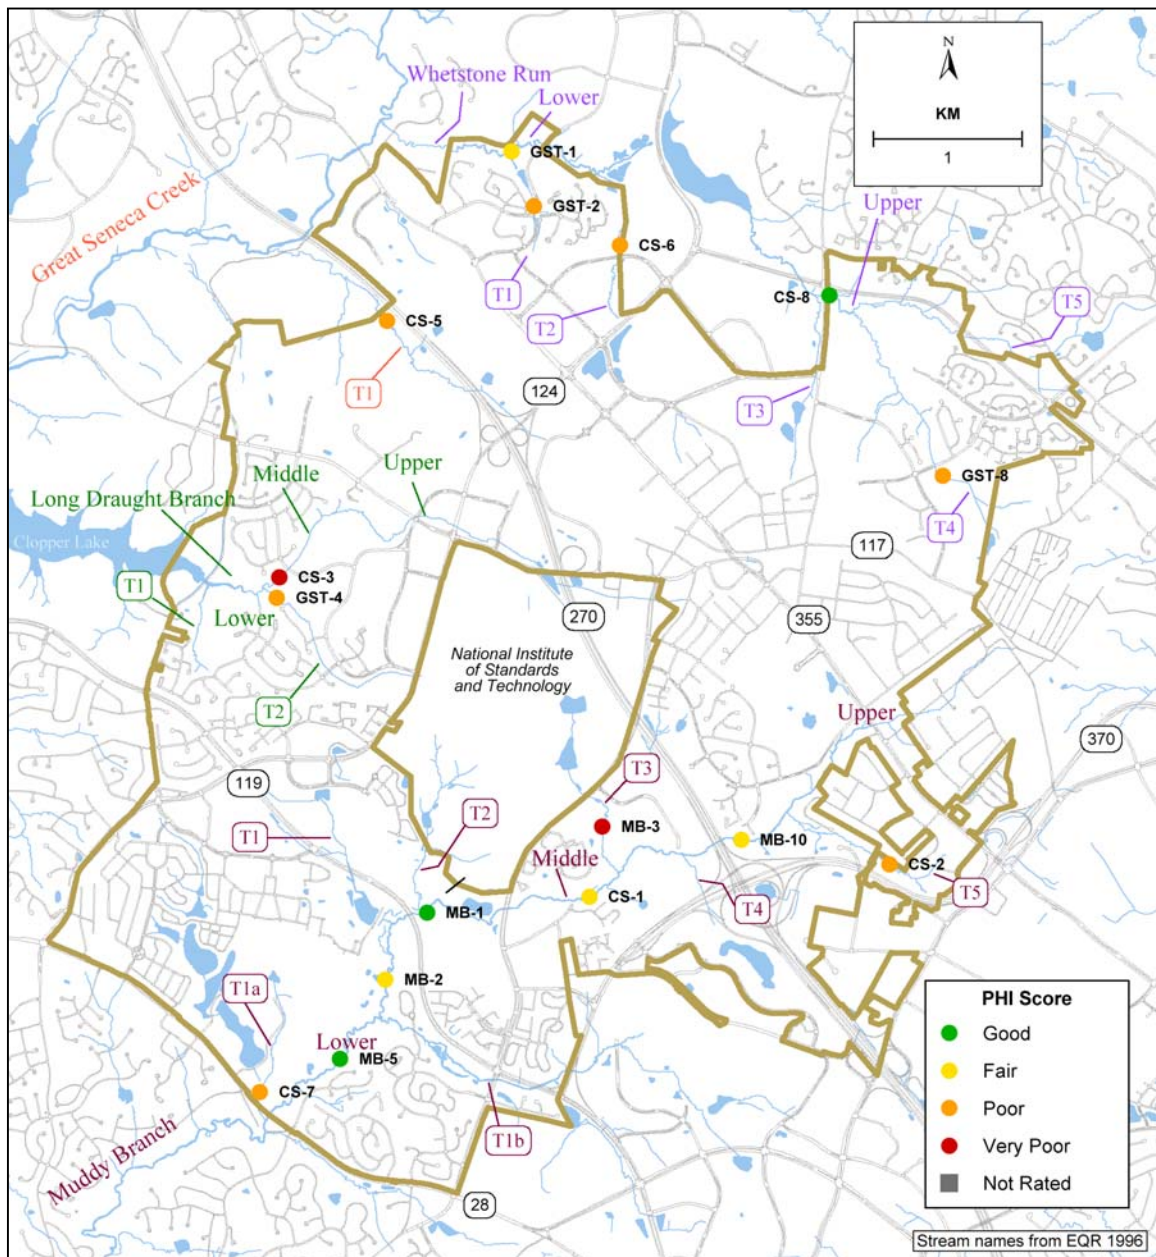 N
KM
1
Whetstone Run
Lower
GST-1
GST-2
Upper
Great Seneca Creek
CS-6
T1
CS-8
T5
T2
CS-5
T1
124
T3
Upper
Middle
Long Draught Branch
GST-8
T4
Clopper Lake
117
CS-3
T1
GST-4
Lower
270
355
National Institute
of Standards
and Technology
T2
Upper
370
119
T3
T2
T1
MB-3
MB-10
Middle
CS-2
CS-1
T5
T4
MB-1
MB-2
T1a
Lower
MB-5
CS-7
T1b
Muddy Branch
28
PHI Score
Good
Fair
Poor
Very Poor
Not Rated
Stream names from EQR 1996